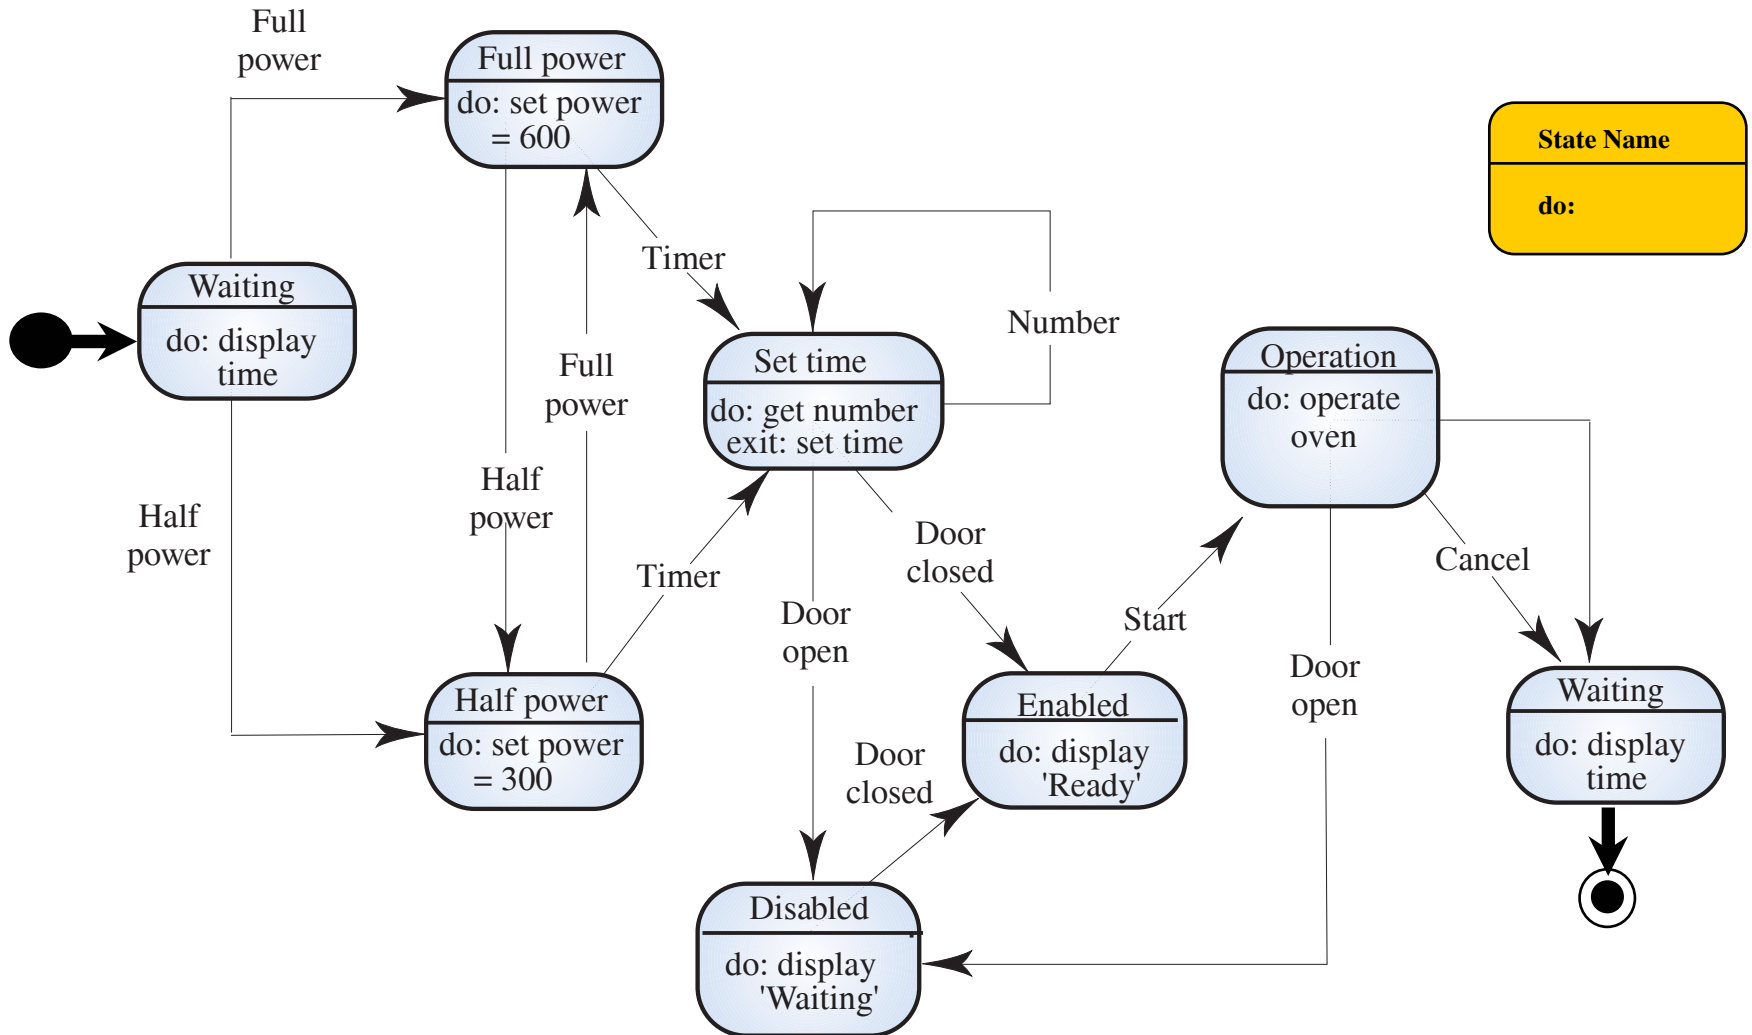 Full
power
Full power
do: set power
= 600
State Name
do:
Timer
Waiting
do: display
time
Number
Full
power
Set time
do: get number
exit: set time
Operation
do: operate
oven
Half
power
Half
power
Timer
Door
closed
Cancel
Door
open
Start
Door
open
Half power
do: set power
= 300
Enabled
do: display
'Ready'
Waiting
do: display
time
Door
closed
Disabled
do: display
'Waiting'